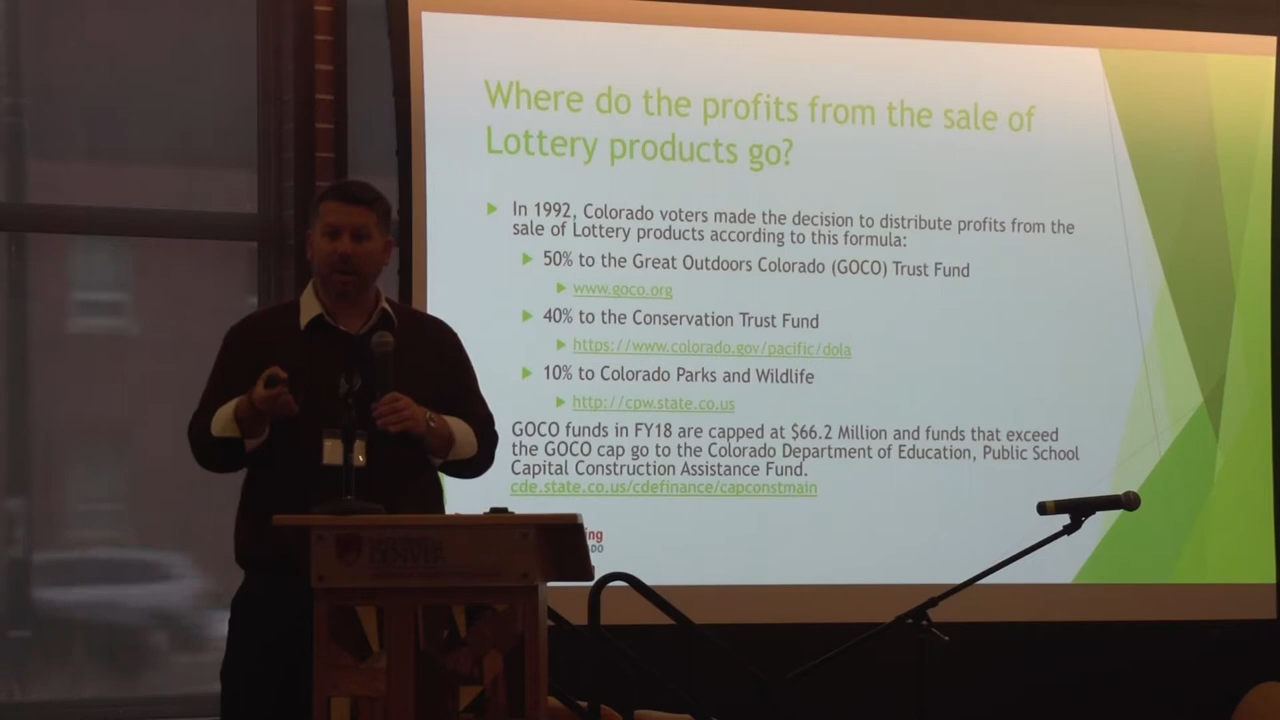 Where do the profits from the sale of
Lottery products go?
In 1992, Colorado voters made the decision to distribute profits from the
sale of Lottery products according to this formula:
50% to the Great Outdoors Colorado (GOCO) Trust Fund
www.goco.org
40% to the Conservation Trust Fund
https://www.colorado.gov/pacific/dola
10% to Colorado Parks and Wildlife
http://cpw.state.co.us
GOCO funds in FY18 are capped at $66.2 Million and funds that exceed
the GOCO cap go to the Colorado Department of Education, Public School
Capital Construction Assistance Fund.
cde.state.co.us/cdefinance/capconstmain
ing
ADO
DENVER